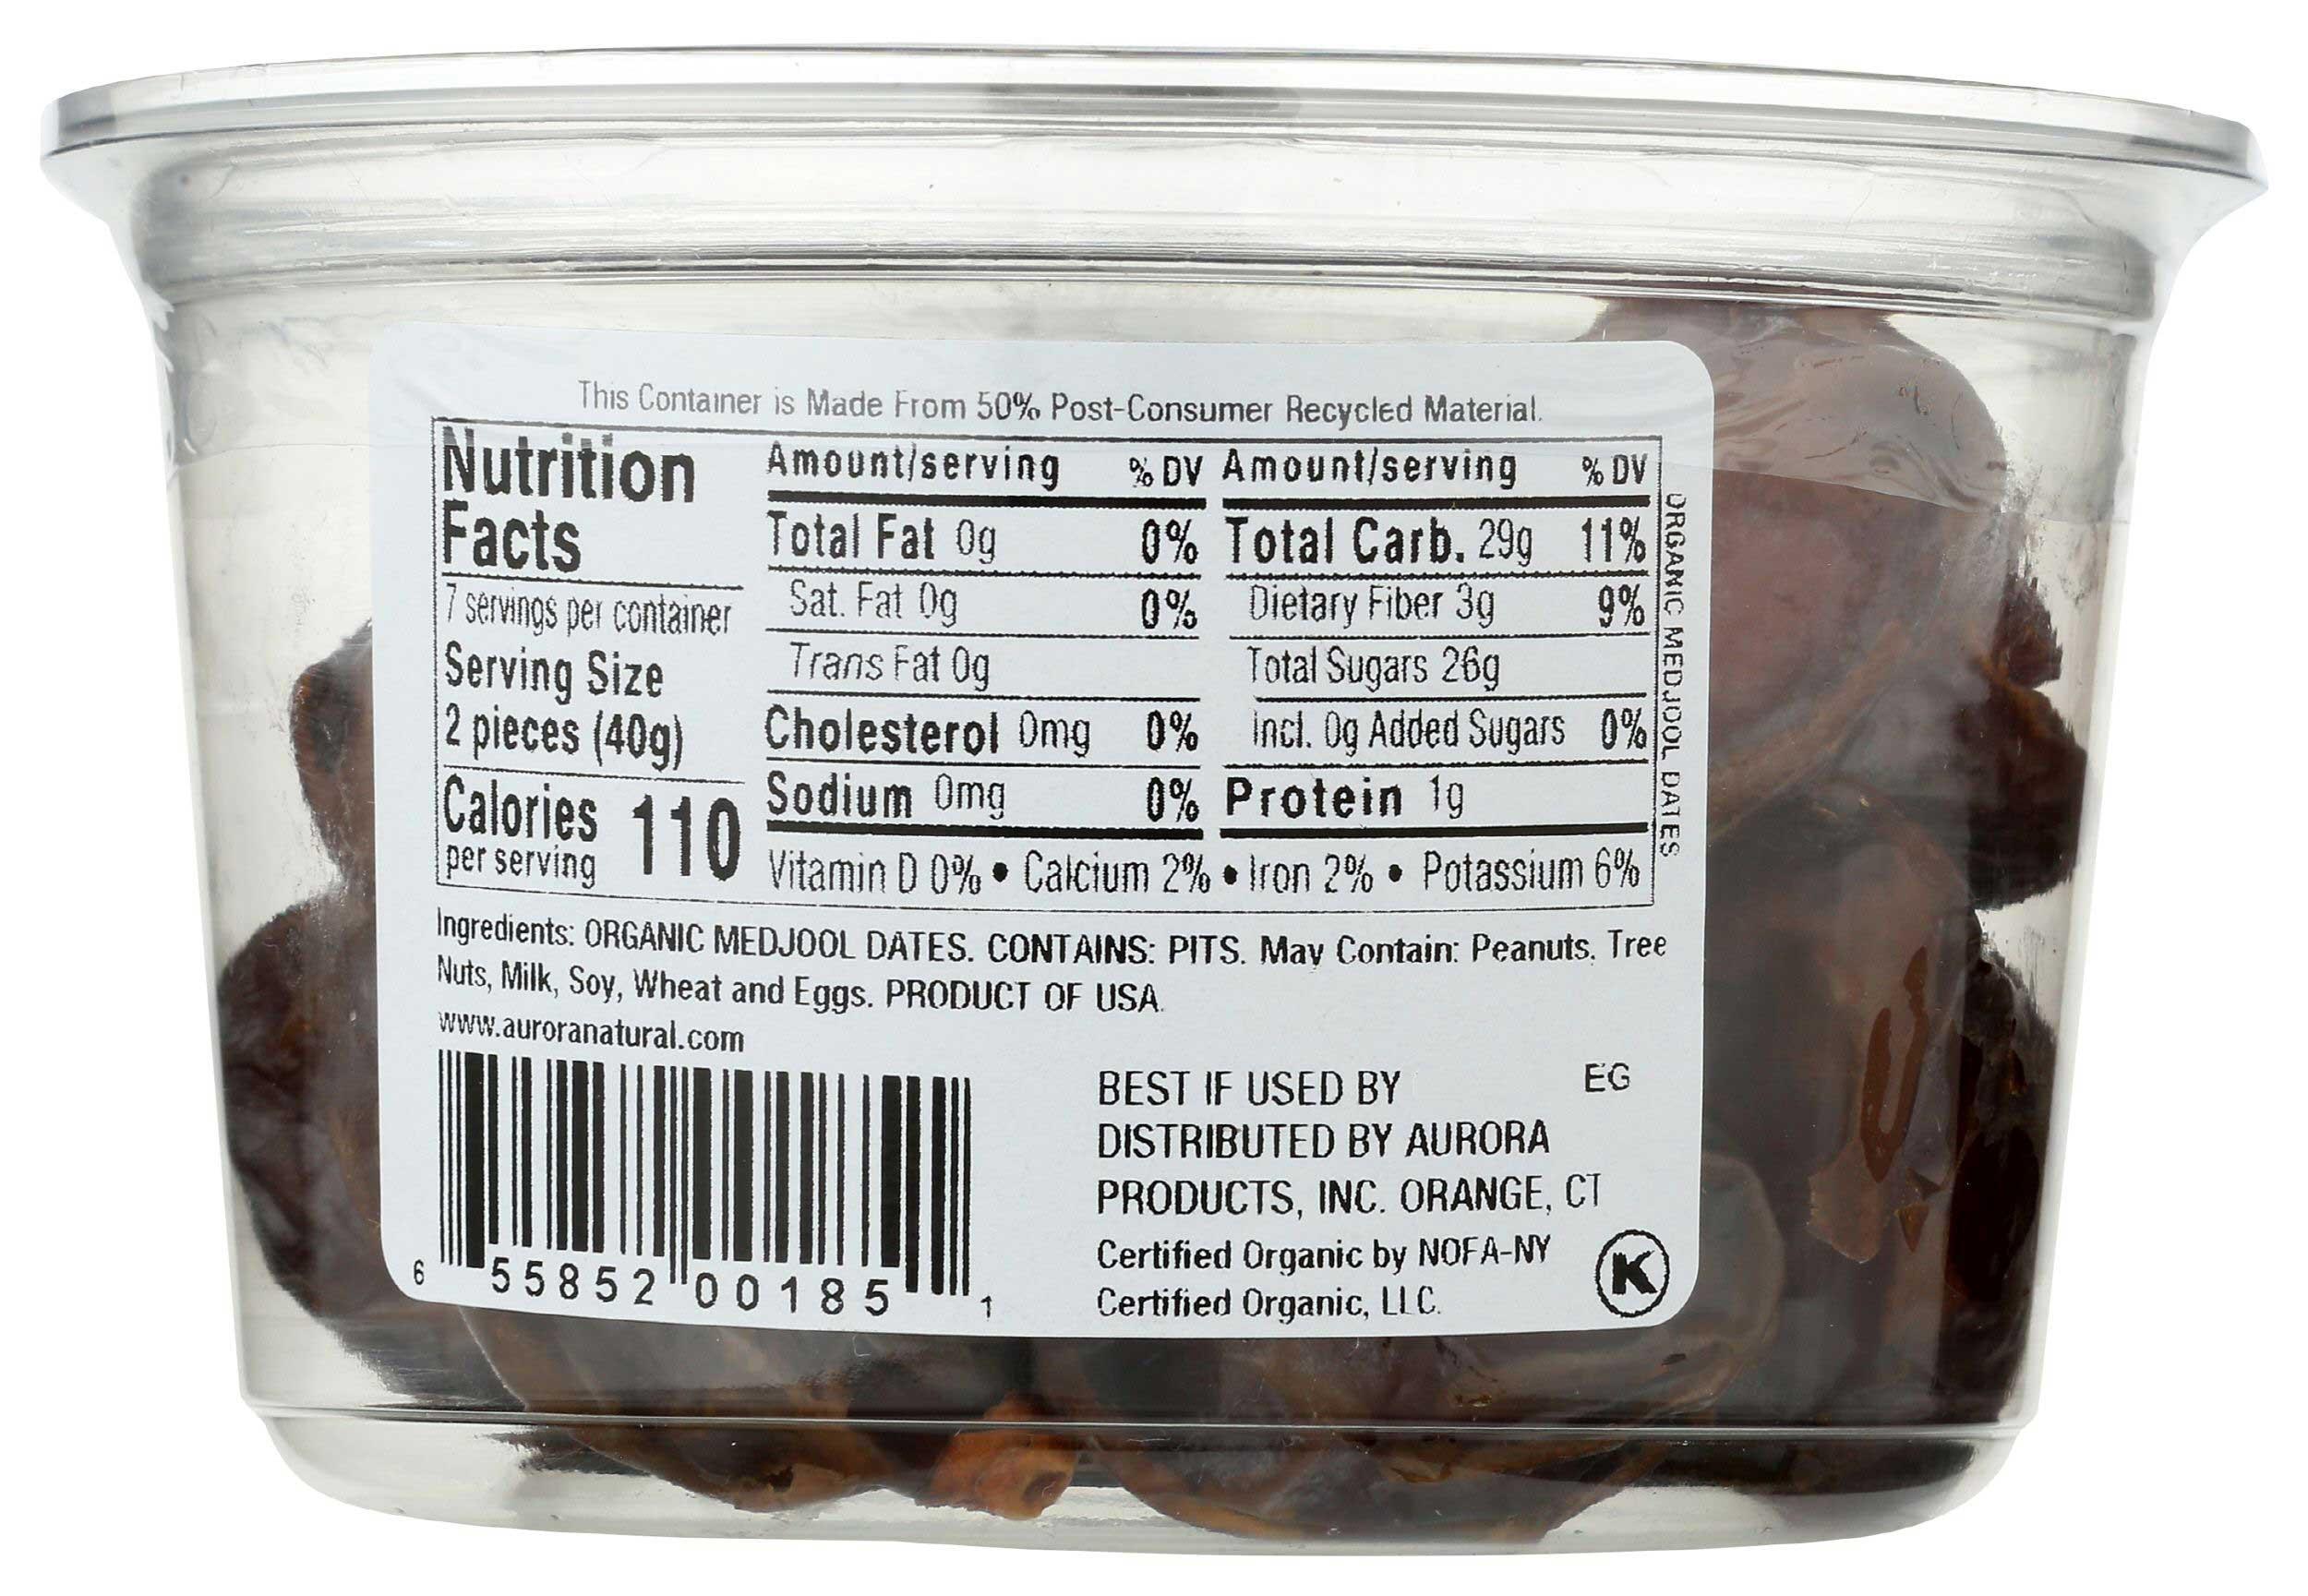 This Container is Made From 50% Post-Consumer Recycled Material.
Nutrition
Facts
7 servings per container
Serving Size
2 pieces (40g)
Calories 110
per serving
Amount/serving % DV
Total Fat 0g 0%
Sat. Fat 0g 0%
Trans Fat 0g
Cholesterol 0mg 0%
Sodium 0mg 0%
Amount/serving % DV
Total Carb. 29g 11%
Dietary Fiber 3g 9%
Total Sugars 26g
Incl. 0g Added Sugars 0%
Protein 1g
Vitamin D 0% • Calcium 2% • Iron 2% • Potassium 6%
ORGANIC MEDJOOL DATES
Ingredients: ORGANIC MEDJOOL DATES. CONTAINS: PITS. May Contain: Peanuts, Tree
Nuts, Milk, Soy, Wheat and Eggs. PRODUCT OF USA.
www.auroranatural.com
6 55852 00185 1
BEST IF USED BY EG
DISTRIBUTED BY AURORA
PRODUCTS, INC. ORANGE, CT
Certified Organic by NOFA-NY
Certified Organic, LLC.
K